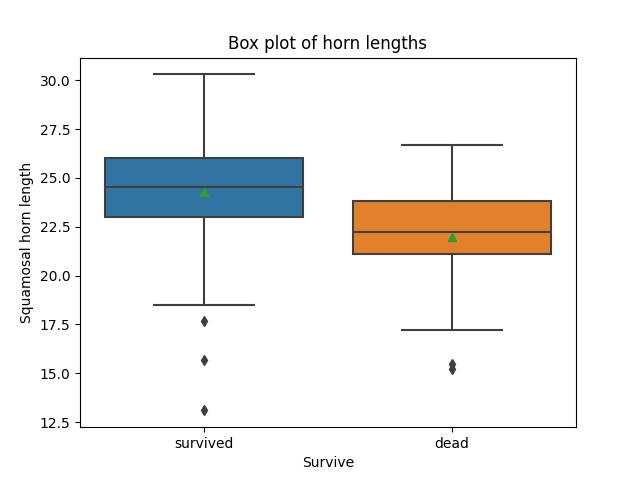 Box plot of horn lengths
30.0
27.5
25.0
22.5
20.0
17.5
15.0
12.5
Squamosal horn length
survived dead
Survive